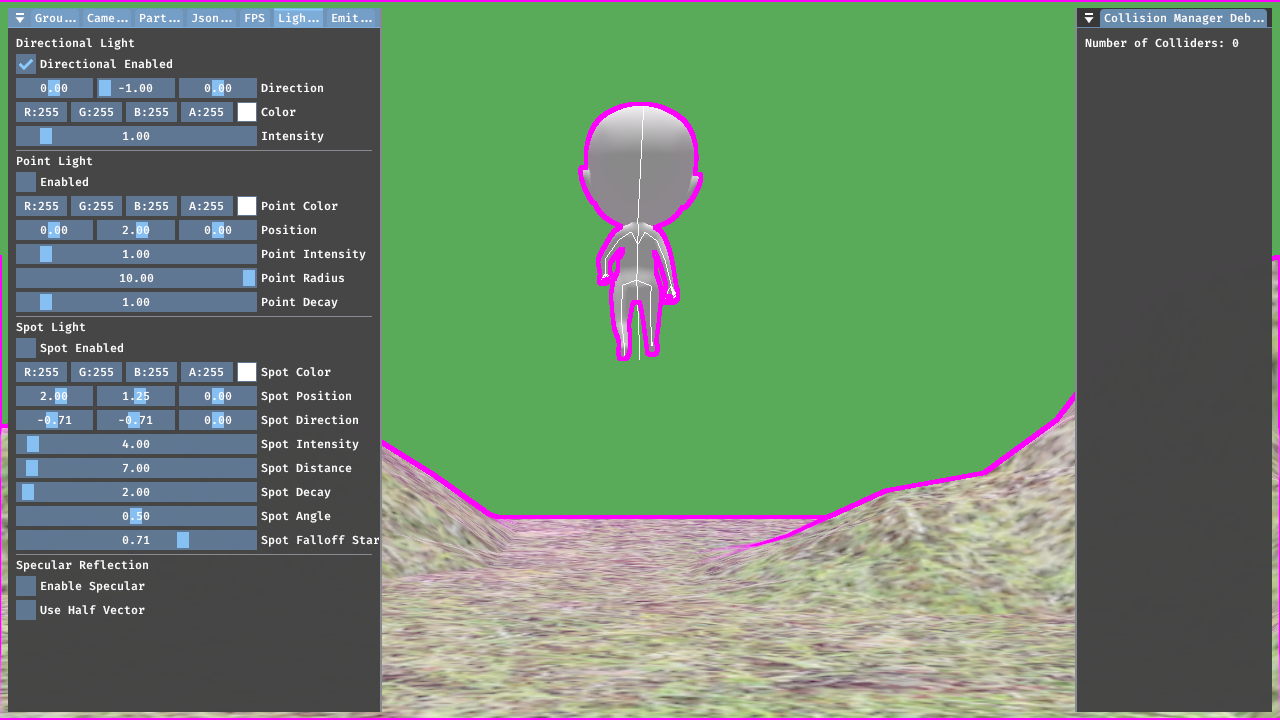 Grou... Came... Part... Json... FPS Ligh... Emit...
Directional Light
Directional Enabled
0.00 -1.00 0.00 Direction
R:255 G:255 B:255 A:255 Color
1.00 Intensity
Point Light
Enabled
R:255 G:255 B:255 A:255 Point Color
0.00 2.00 0.00 Position
1.00 Point Intensity
10.00 Point Radius
1.00 Point Decay
Spot Light
Spot Enabled
R:255 G:255 B:255 A:255 Spot Color
2.00 1.25 0.00 Spot Position
-0.71 -0.71 0.00 Spot Direction
4.00 Spot Intensity
7.00 Spot Distance
2.00 Spot Decay
0.50 Spot Angle
0.71 Spot Falloff Star
Specular Reflection
Enable Specular
Use Half Vector
Collision Manager Deb...
Number of Colliders: 0